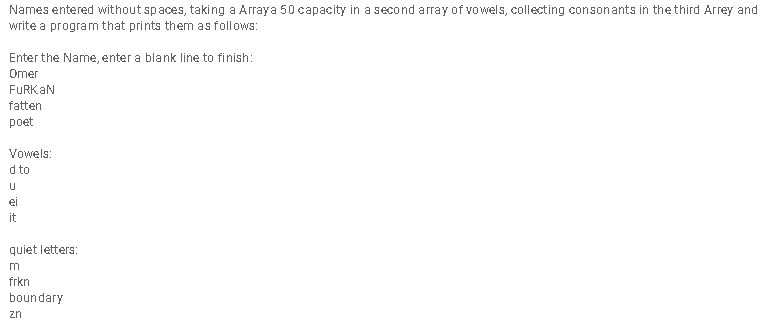 Names entered without spaces, taking a Array a 50 capacity in a second array of vowels, collecting consonants in the third Arrey and
write a program that prints them as follows:
Enter the Name, enter a blank line to finish:
Omer
FuRKaN
fatten
poet
Vowels:
d to
u
ei
it
quiet letters:
m
frkn
boundary
zn